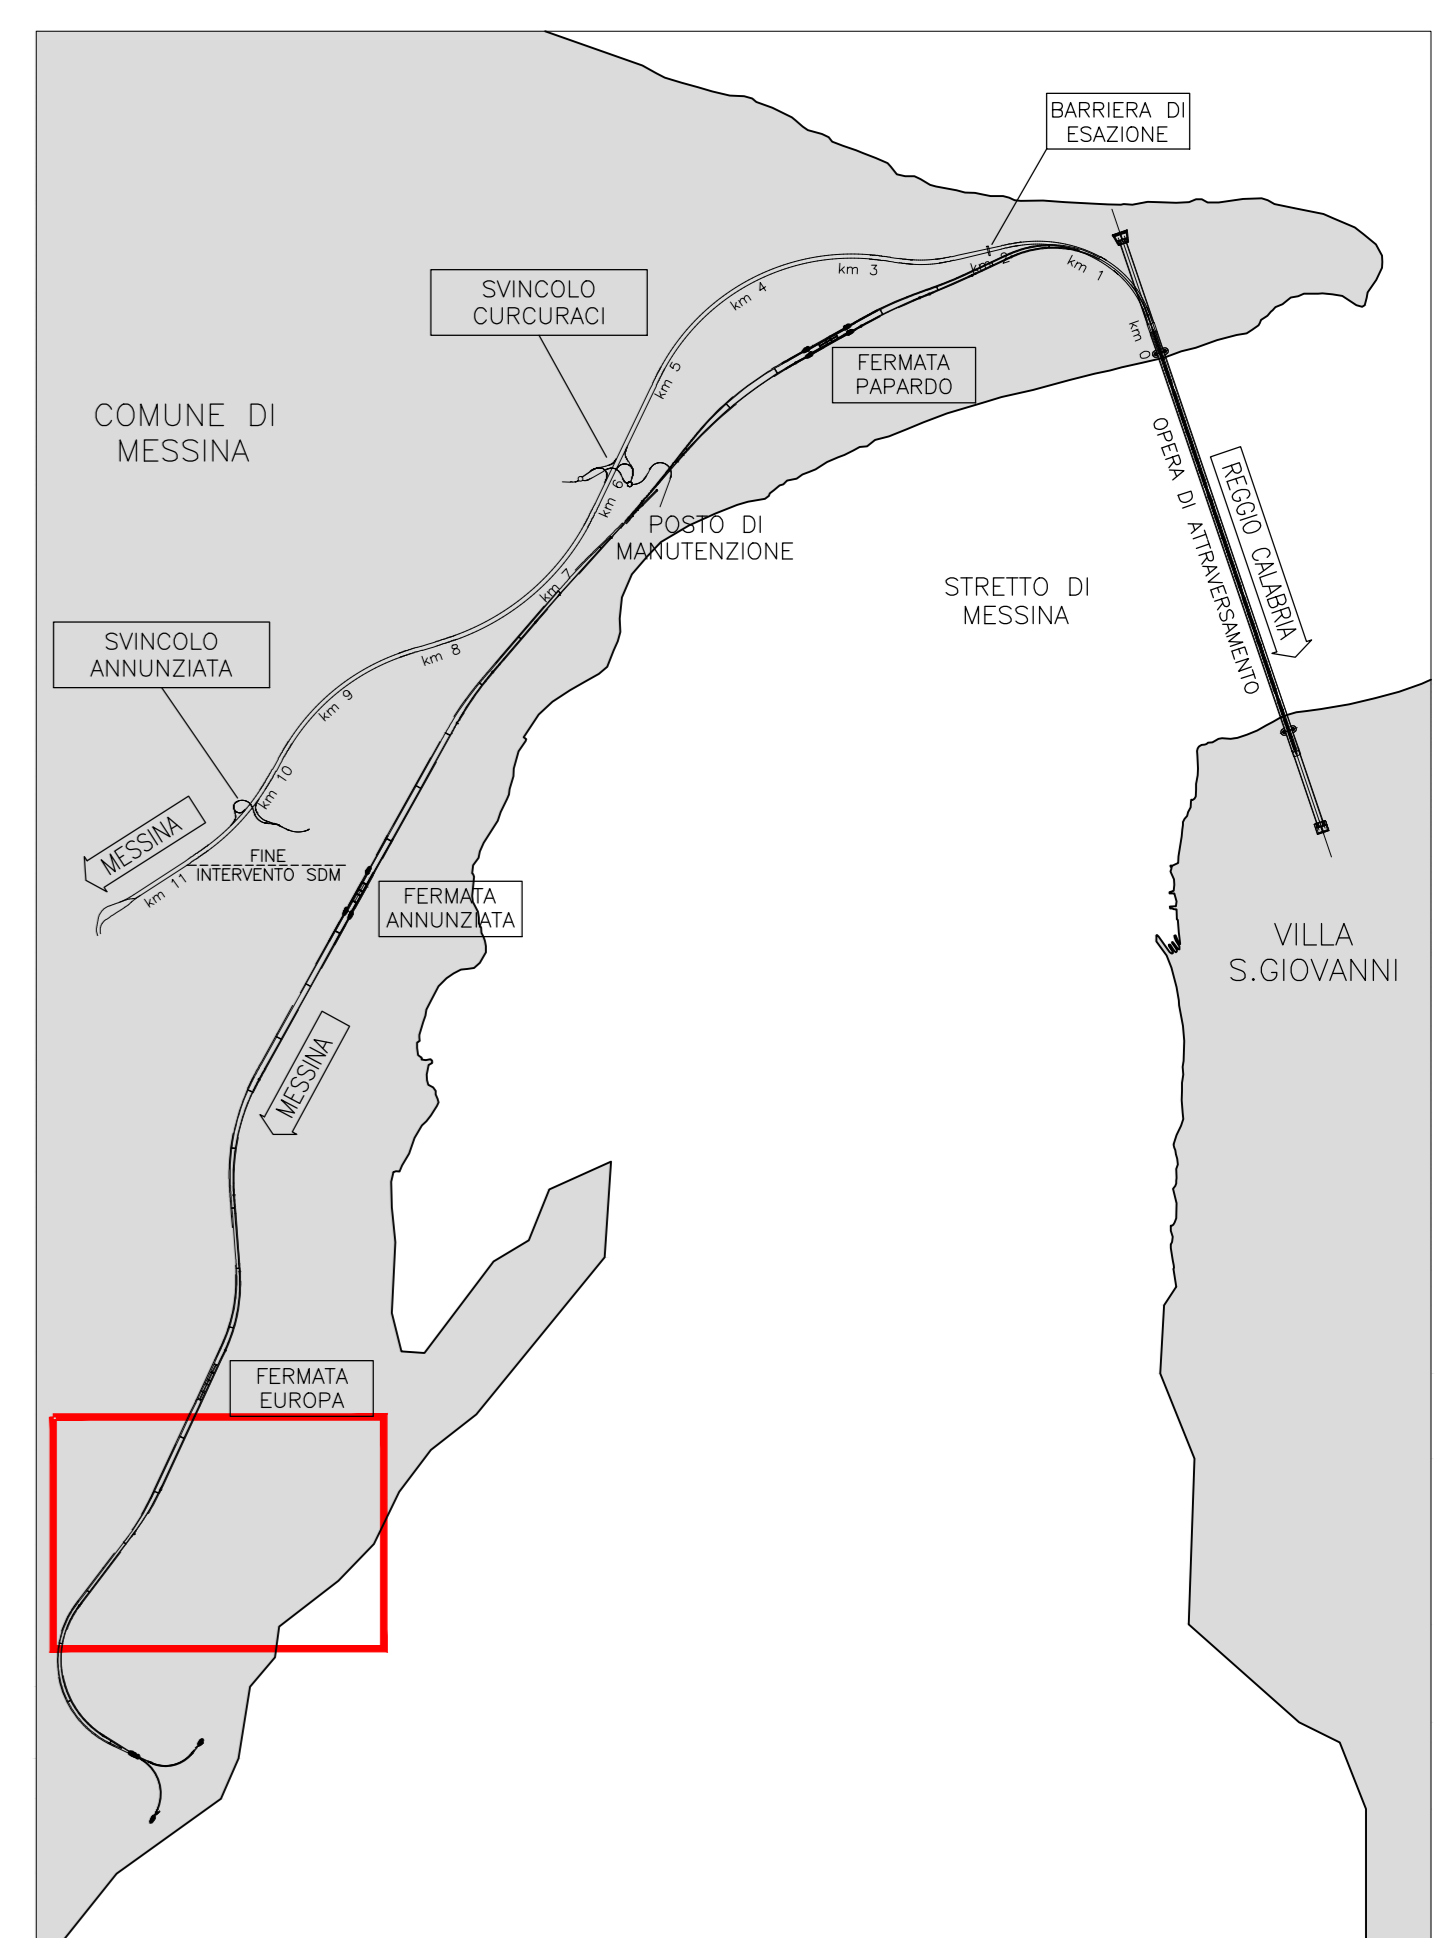 BARRIERA DI
ESAZIONE
km 0
km 1
km 2
km 3
km 4
km 5
km 6
km 7
km 8
km 9
km 10
km 11
SVINCOLO
CURCURACI
FERMATA
PAPARDO
COMUNE DI
MESSINA
POSTO DI
MANUTENZIONE
OPERA DI ATTRAVERSAMENTO
REGGIO CALABRIA
STRETTO DI
MESSINA
SVINCOLO
ANNUNZIATA
MESSINA
FINE
INTERVENTO SDM
FERMATA
ANNUNZIATA
VILLA
S.GIOVANNI
MESSINA
FERMATA
EUROPA